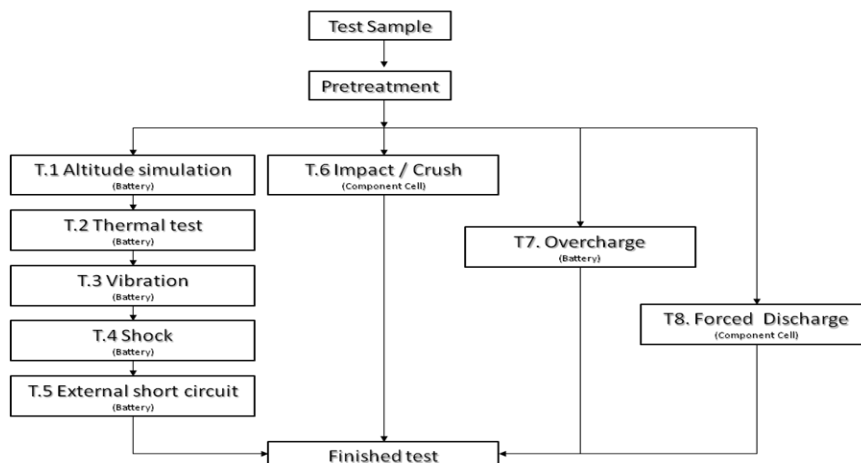 Test Sample
Pretreatment
T.1 Altitude simulation
(Battery)
T.2 Thermal test
(Battery)
T.3 Vibration
(Battery)
T.4 Shock
(Battery)
T.5 External short circuit
(Battery)
T.6 Impact / Crush
(Component Cell)
T7. Overcharge
(Battery)
T8. Forced Discharge
(Component Cell)
Finished test